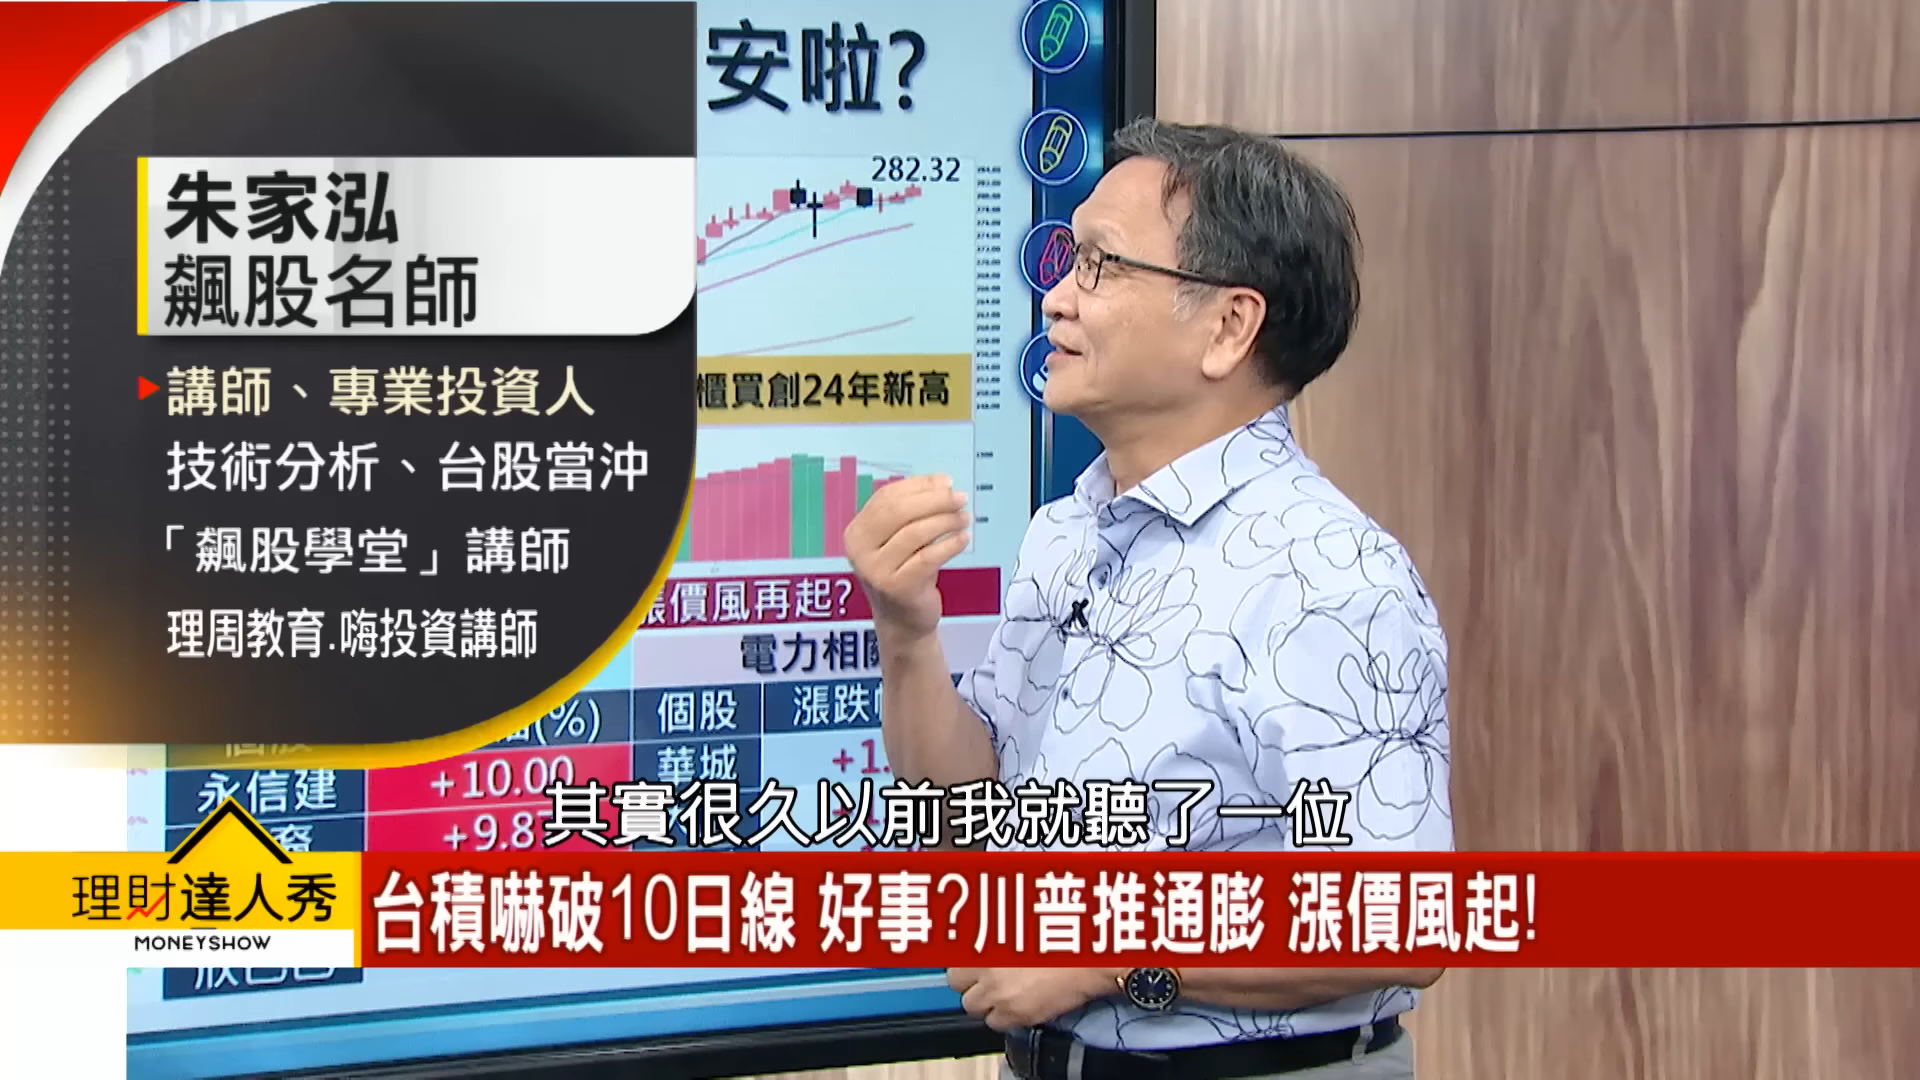 安啦?
282.32
朱家泓
飆股名師
講師、專業投資人
技術分析、台股當沖
「飆股學堂」講師
理周教育.嗨投資講師
櫃買創24年新高
漲價風再起?
電力相關
(%)
個股
漲跌
永信建
+10.00
華城
+1.
+9.87
其實很久以前我就聽了一位
理財達人秀
MONEYSHOW
台積嚇破10日線 好事?川普推通膨 漲價風起!